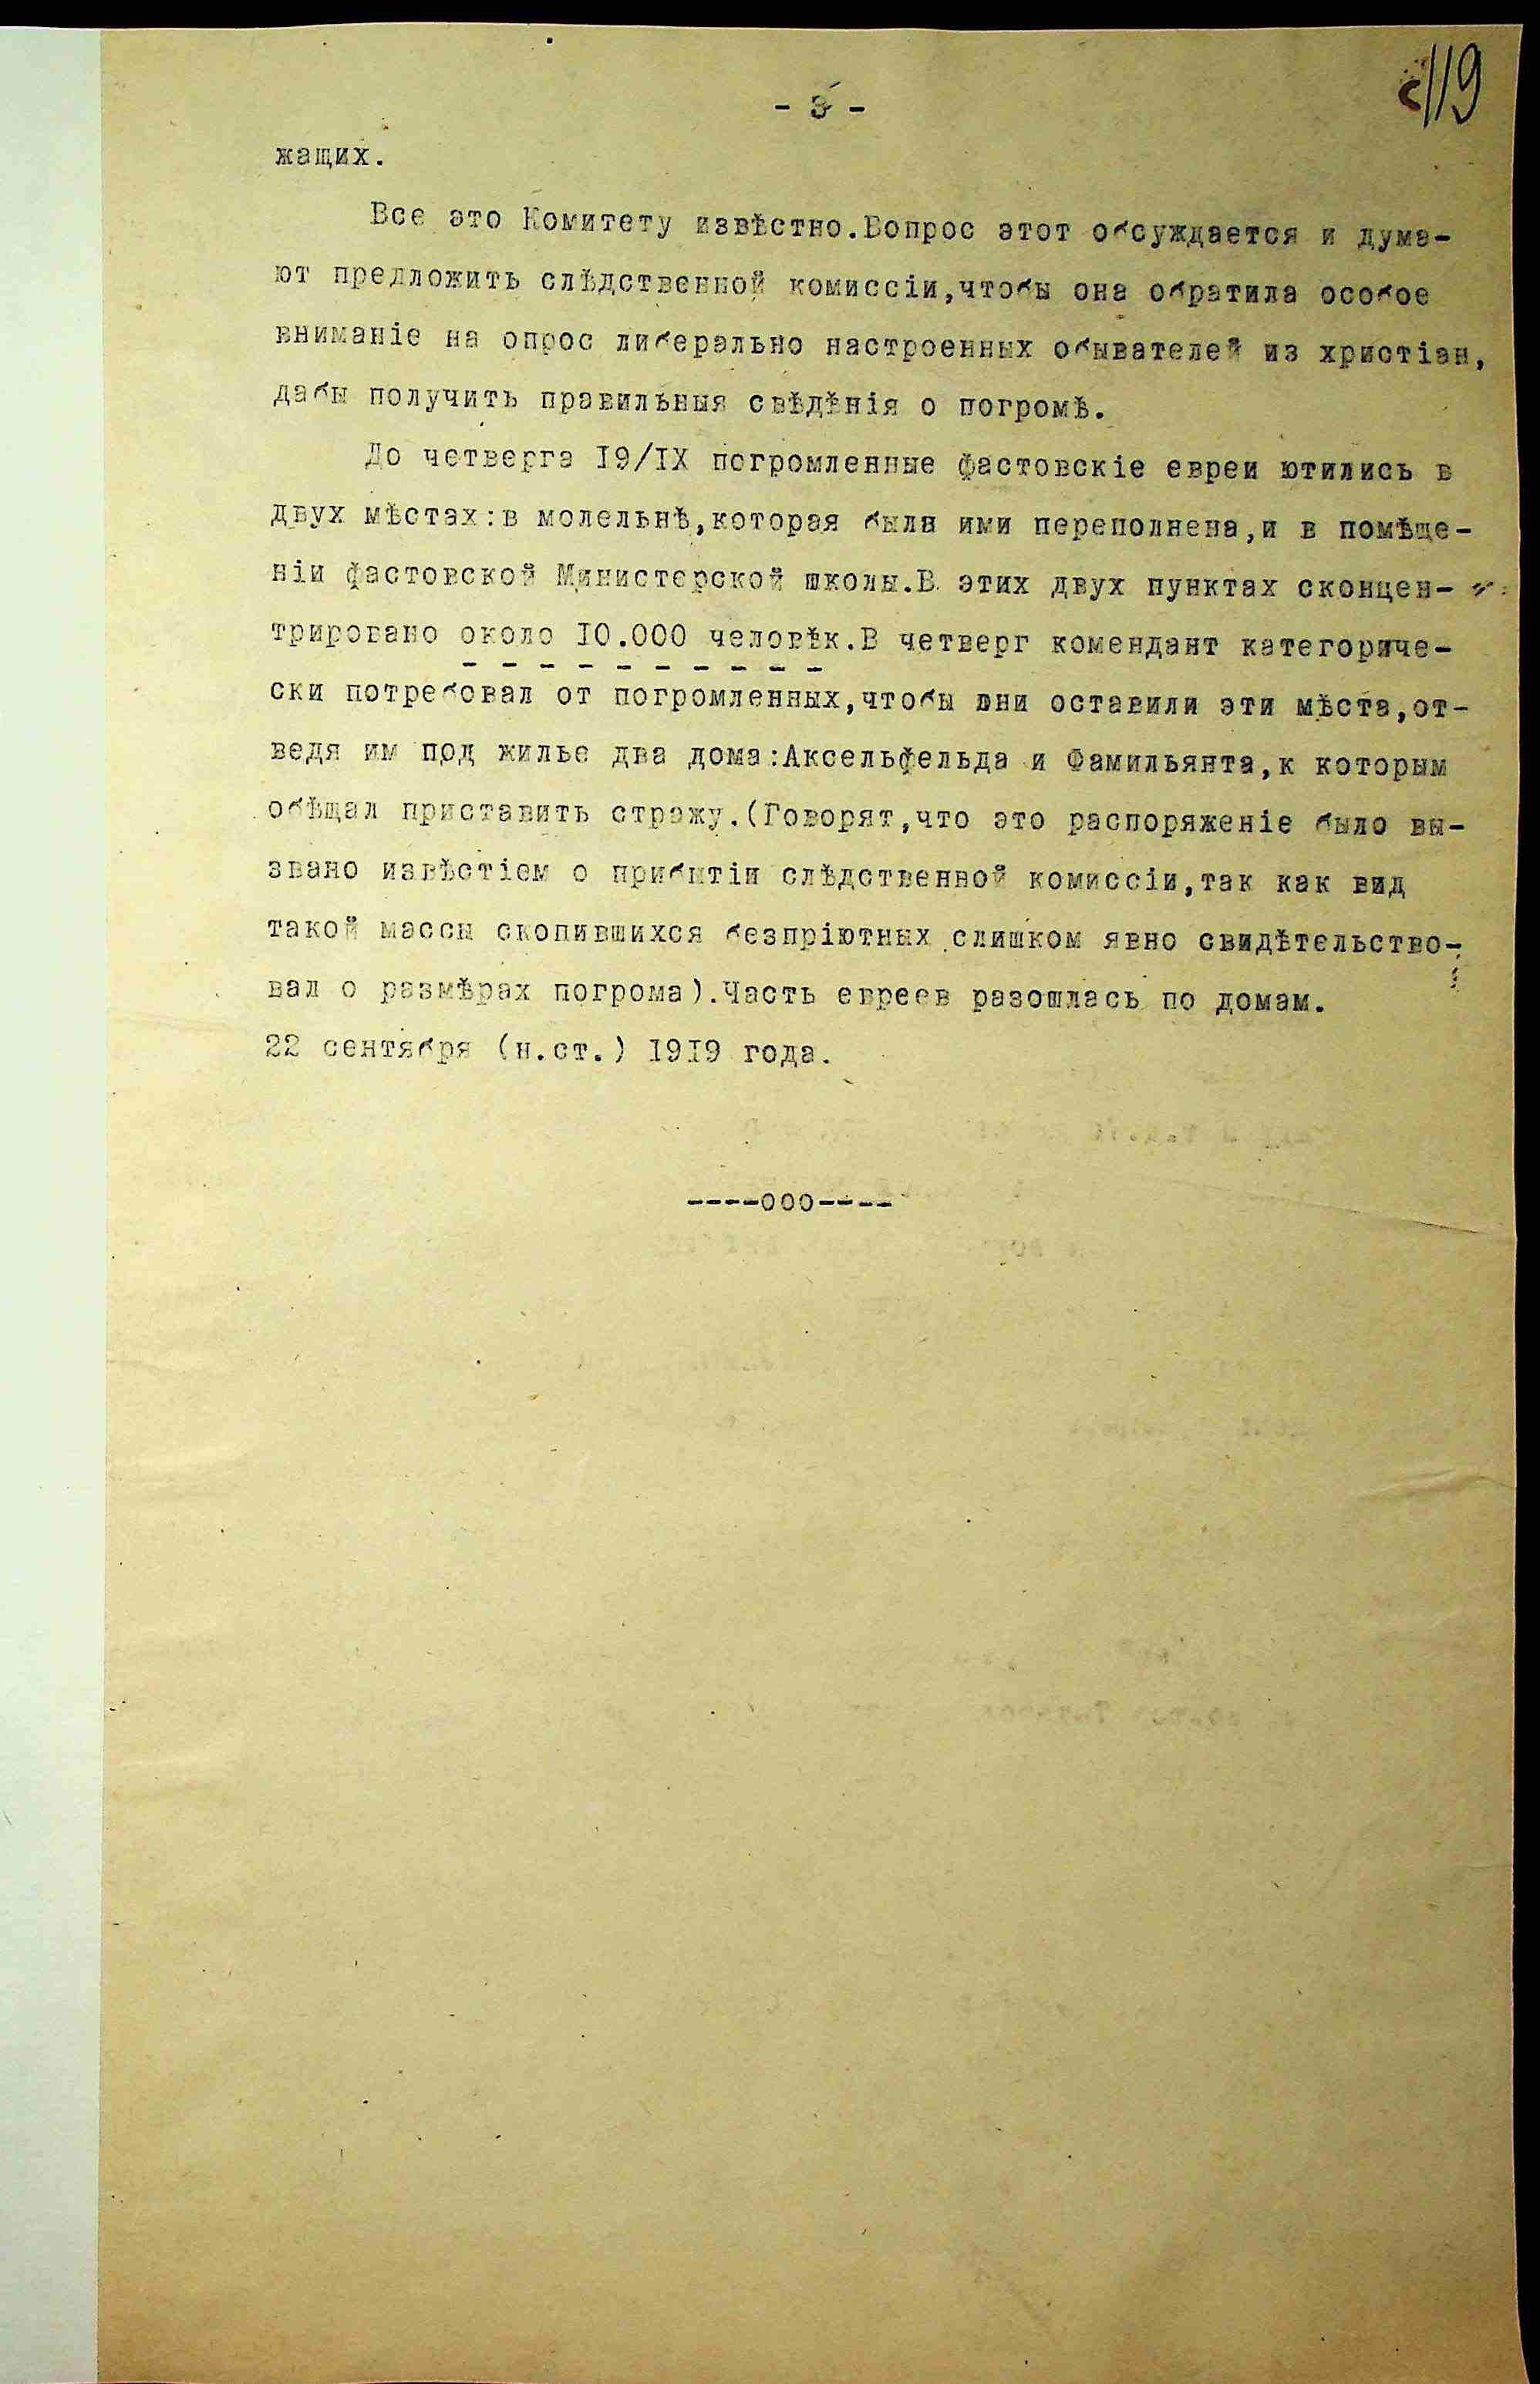 119
- 3 -
жащих.
Все это Комитету извѣстно.Вопрос этот обсуждается и дума-
ют предложить слѣдственной комиссіи,чтобы она обратила особое
вниманіе на опрос либерально настроенных обывателей из христіан,
дабы получить правильныя свѣдѣнія о погромѣ.
До четверга I9/IX погромленные фастовскіе евреи ютились в
двух мѣстах:в молельнѣ,которая была ими переполнена,и в помѣще-
ніи фастовской Министерской школы.В этих двух пунктах сконцен-
трировано около I0.000 человѣк.В четверг комендант категориче-
ски потребовал от погромленных,чтобы они оставили эти мѣста,от-
ведя им под жилье два дома:Аксельфельда и Фамильянта,к которым
обѣщал приставить стражу.(Говорят,что это распоряженіе было вы-
звано извѣстіем о прибытіи слѣдственной комиссіи,так как вид
такой массы скопившихся безпріютных слишком явно свидѣтельство-
вал о размѣрах погрома).Часть евреев разошлась по домам.
22 сентября (н.ст.) I9I9 года.
----ооо----